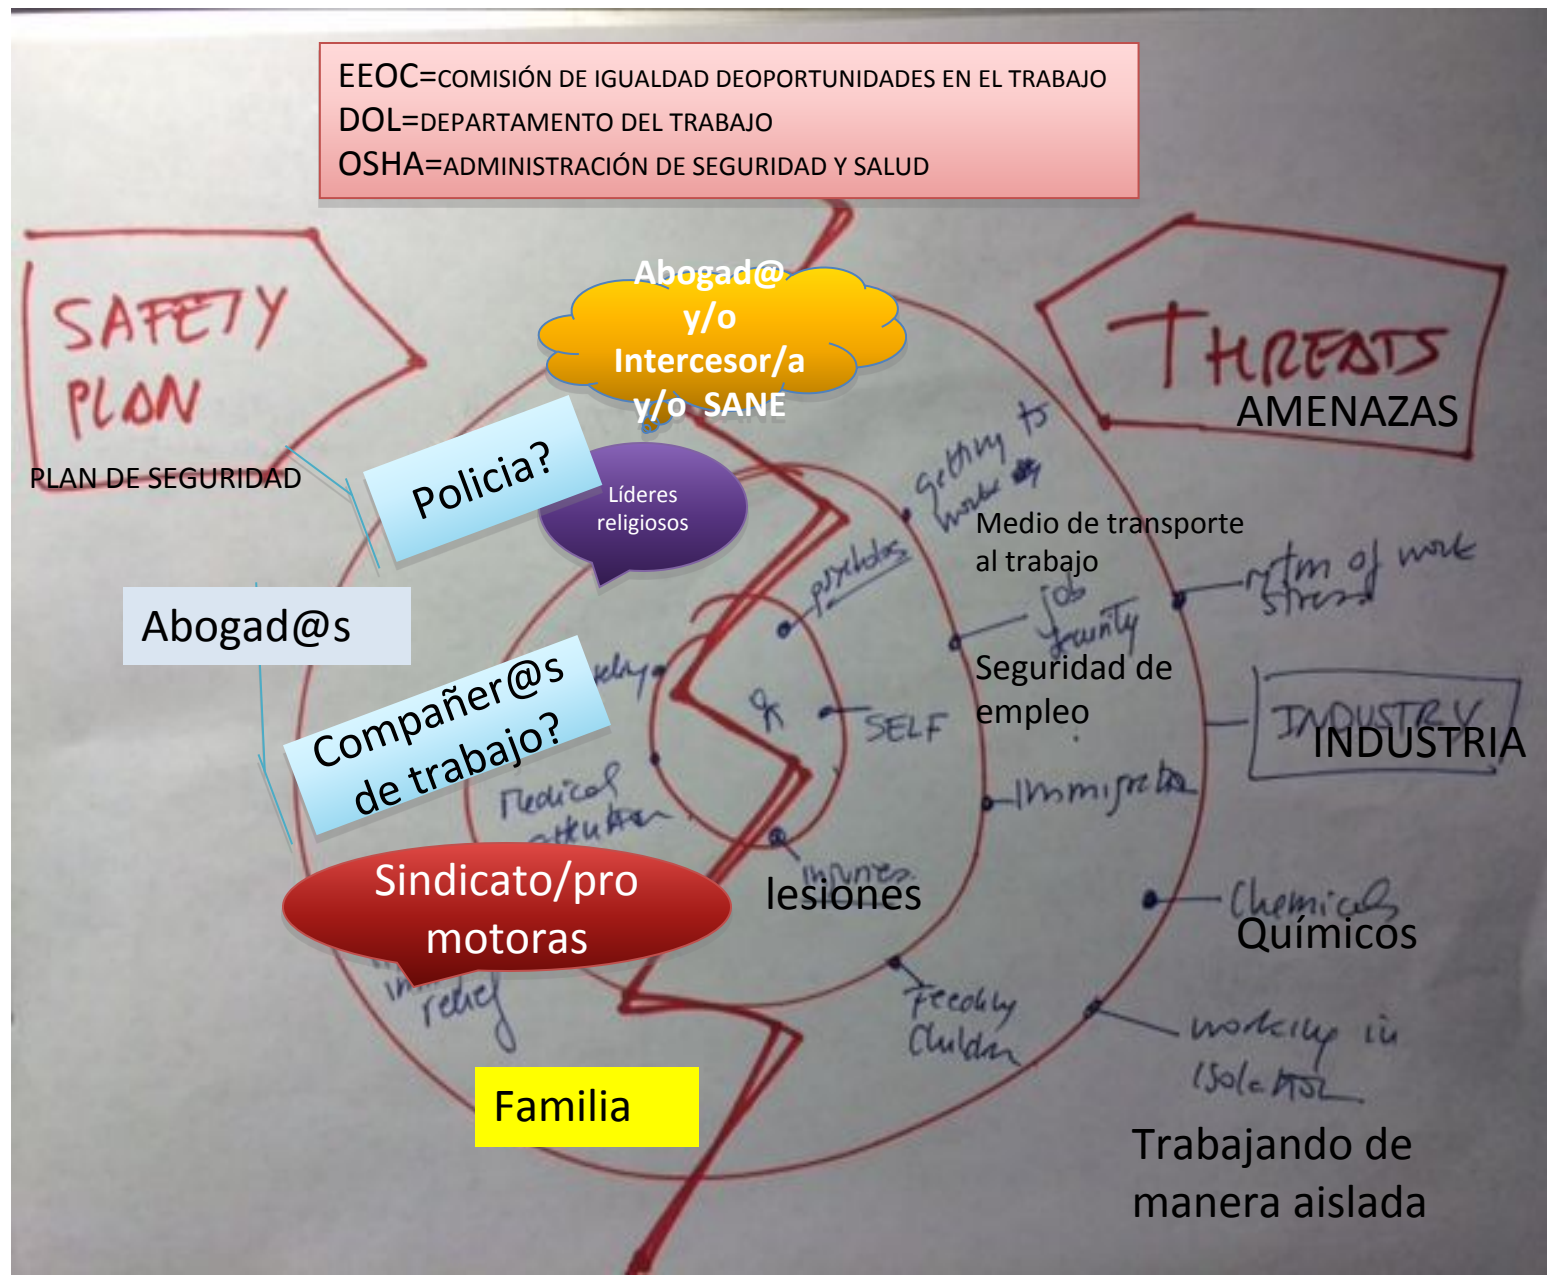 EEOC=COMISIÓN DE IGUALDAD DEOPORTUNIDADES EN EL TRABAJO
DOL=DEPARTAMENTO DEL TRABAJO
OSHA=ADMINISTRACIÓN DE SEGURIDAD Y SALUD
SAFETY
PLAN
PLAN DE SEGURIDAD
Abogad@
y/o
Intercesor/a
y/o SANE
THREATS
AMENAZAS
Policia?
Líderes
religiosos
Abogad@s
Compañer@s
de trabajo?
Sindicato/pro
motoras
Familia
getting to
work
Medio de transporte
al trabajo
job
Seguridad de
empleo
of work
stress
INDUSTRY
INDUSTRIA
SELF
Medical
attention
injuries
lesiones
Immigration
Chemicals
Químicos
Feeding
Children
working in
isolation
Trabajando de
manera aislada
relief